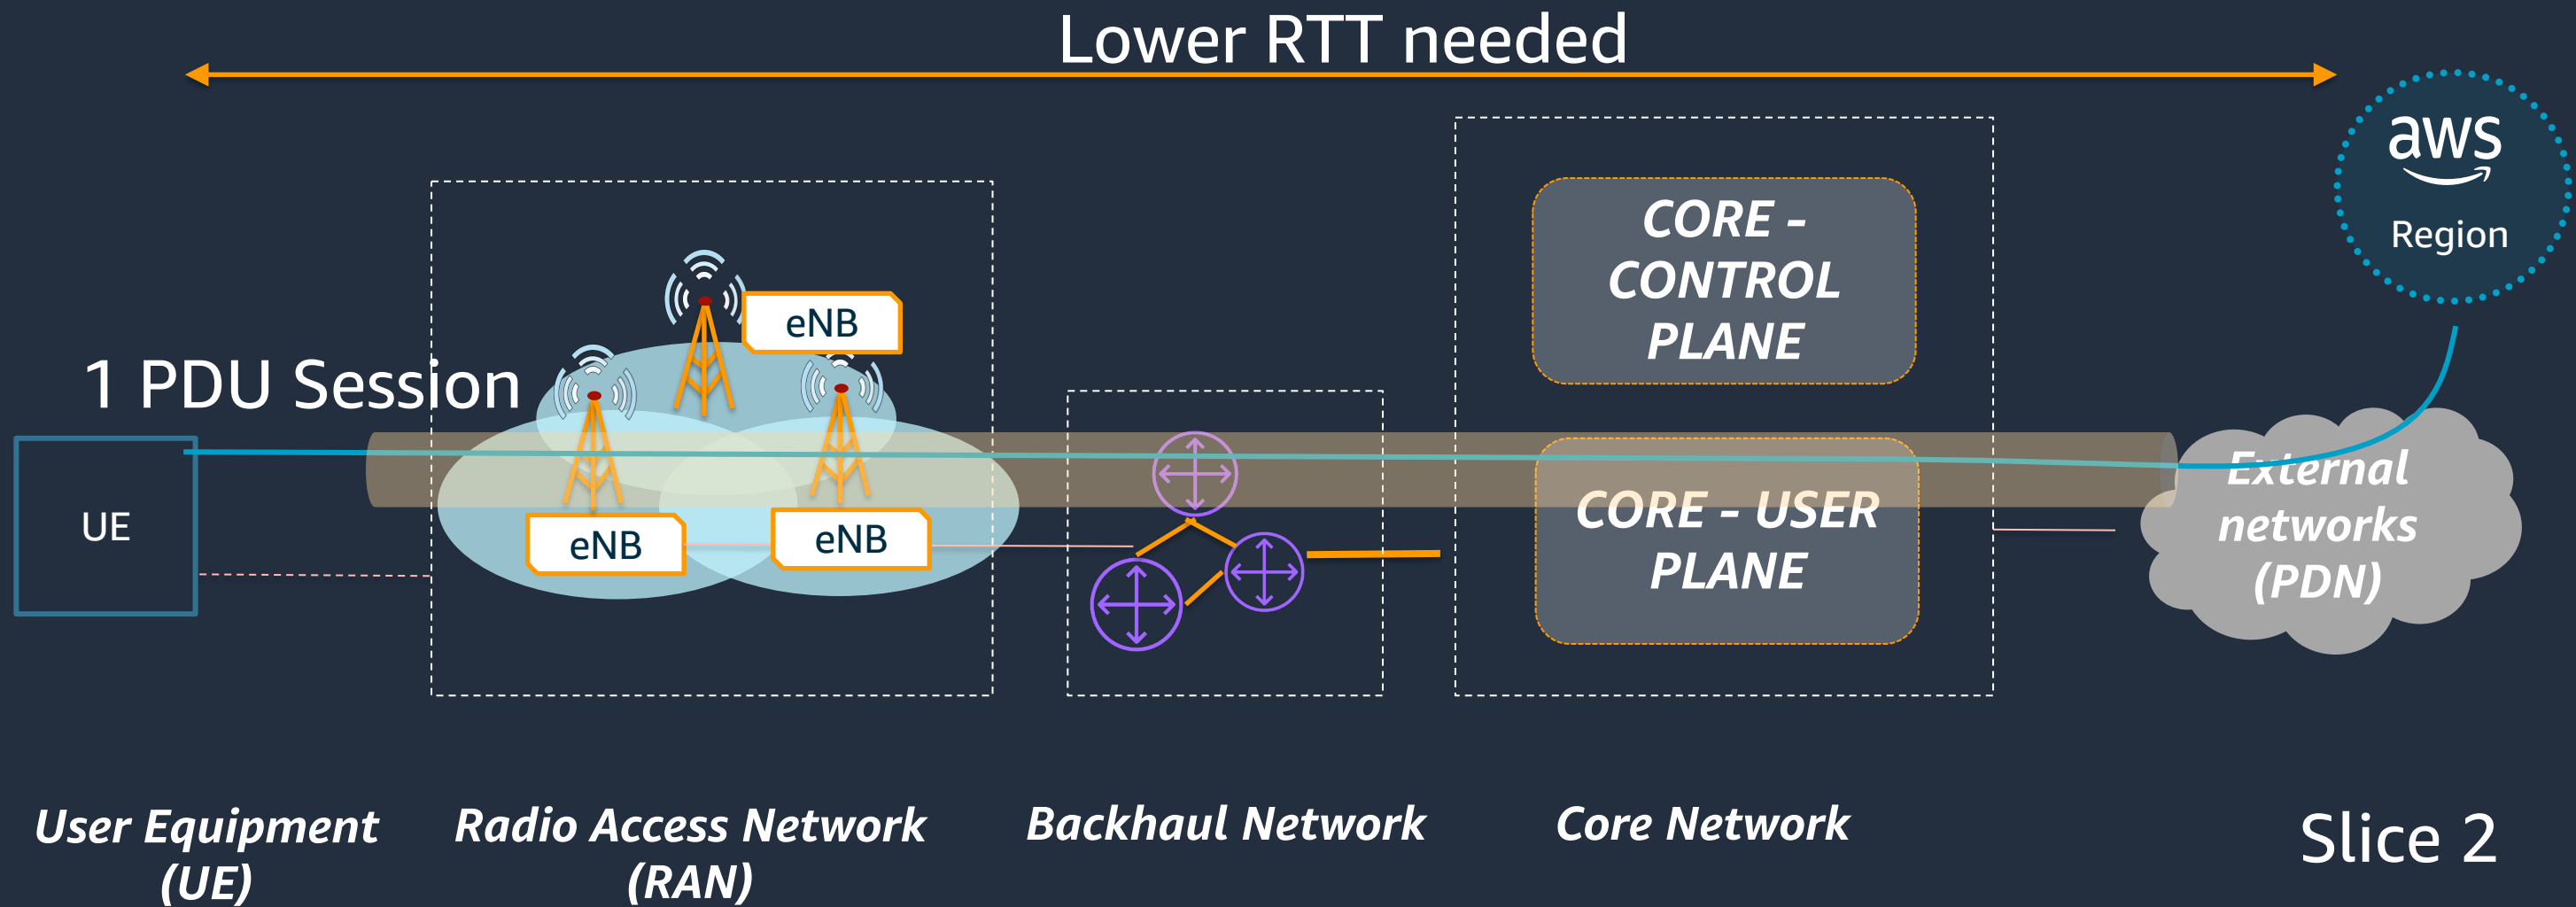 Lower RTT needed
aws
Region
CORE -
CONTROL
PLANE
eNB
1 PDU Session
UE
eNB
eNB
CORE - USER
PLANE
External
networks
(PDN)
User Equipment
(UE)
Radio Access Network
(RAN)
Backhaul Network
Core Network
Slice 2